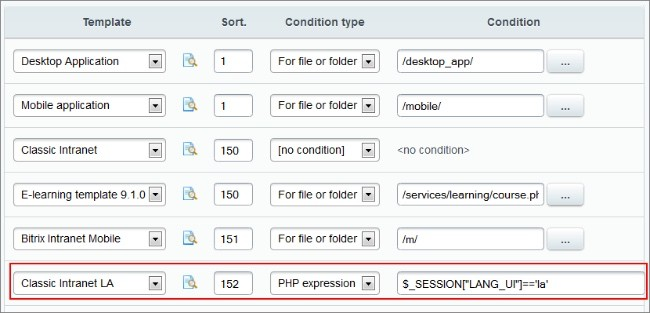 Template Sort. Condition type Condition
Desktop Application 1 For file or folder /desktop_app/ ...
Mobile application 1 For file or folder /mobile/ ...
Classic Intranet 150 [no condition] <no condition>
E-learning template 9.1.0 150 For file or folder /services/learning/course.ph ...
Bitrix Intranet Mobile 151 For file or folder /m/ ...
Classic Intranet LA 152 PHP expression $_SESSION["LANG_UI"]=='la'